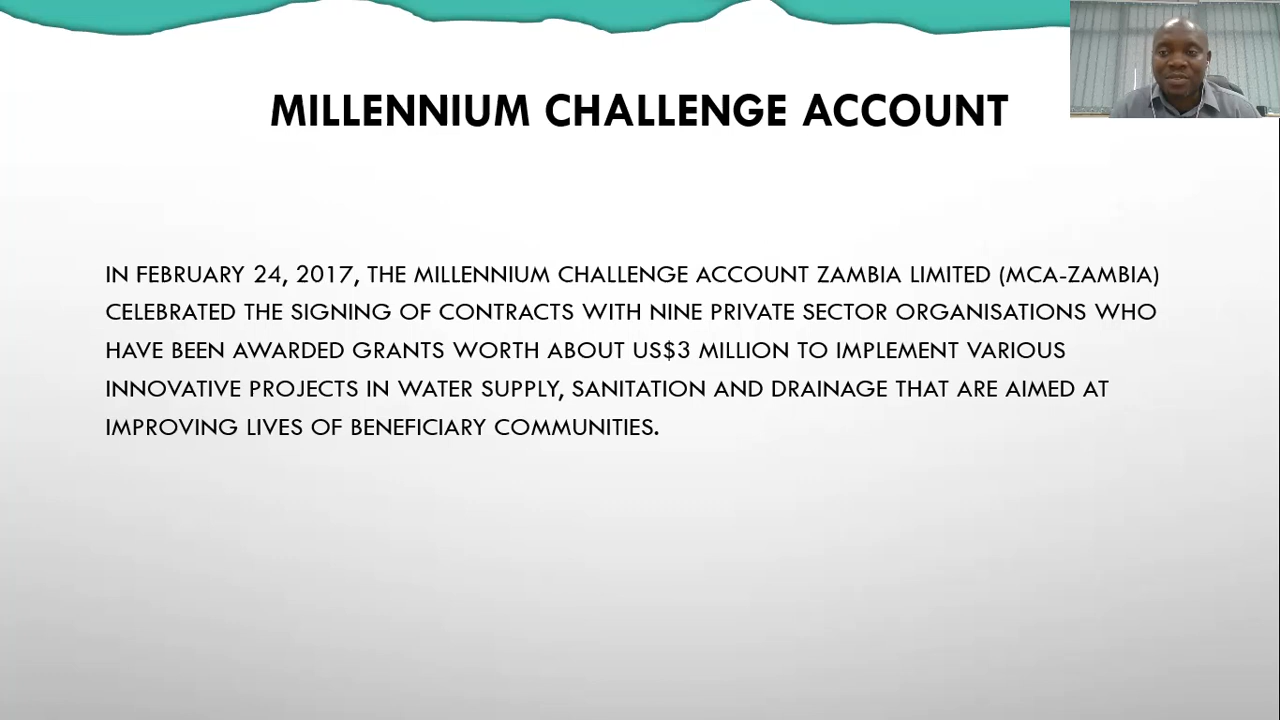 MILLENNIUM CHALLENGE ACCOUNT
IN FEBRUARY 24, 2017, THE MILLENNIUM CHALLENGE ACCOUNT ZAMBIA LIMITED (MCA-ZAMBIA)
CELEBRATED THE SIGNING OF CONTRACTS WITH NINE PRIVATE SECTOR ORGANISATIONS WHO
HAVE BEEN AWARDED GRANTS WORTH ABOUT US$3 MILLION TO IMPLEMENT VARIOUS
INNOVATIVE PROJECTS IN WATER SUPPLY, SANITATION AND DRAINAGE THAT ARE AIMED AT
IMPROVING LIVES OF BENEFICIARY COMMUNITIES.